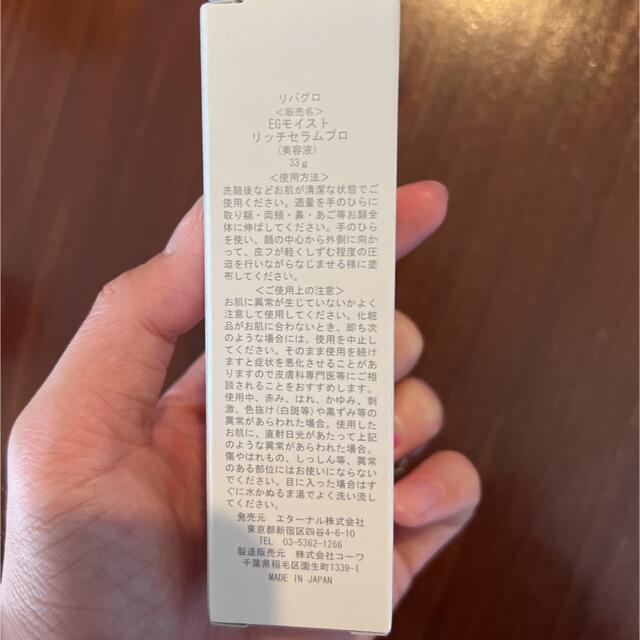 リバグロ
＜販売名＞
EGモイスト
リッチセラムプロ
(美容液)
33g
＜使用方法＞
洗顔後などお肌が清潔な状態でご
使用ください。適量を手のひらに
取り額・両頬・鼻・あご等お顔全
体に伸ばしてください。手のひら
を使い、顔の中心から外側に向か
って、皮フが軽くしずむ程度の圧
迫を行いながらなじませる様に塗
布してください。
＜ご使用上の注意＞
お肌に異常が生じていないかよく
注意して使用してください。化粧
品がお肌に合わないとき、即ち次
のような場合には、使用を中止し
てください。そのまま使用を続け
ますと症状を悪化させることがあ
りますので皮膚科専門医等にご相
談されることをおすすめします。
使用中、赤み、はれ、かゆみ、刺
激、色抜け(白斑等)や黒ずみ等の
異常があらわれた場合。使用した
お肌に、直射日光があたって上記
のような異常があらわれた場合。
傷やはれもの、しっしん等、異常
のある部位にはお使いにならない
でください。目に入った場合はす
ぐに水かぬるま湯でよく洗い流し
てください。
発売元 エターナル株式会社
東京都新宿区四谷4-6-10
TEL 03-5362-1266
製造販売元 株式会社コーワ
千葉県稲毛区園生町1339-1
MADE IN JAPAN